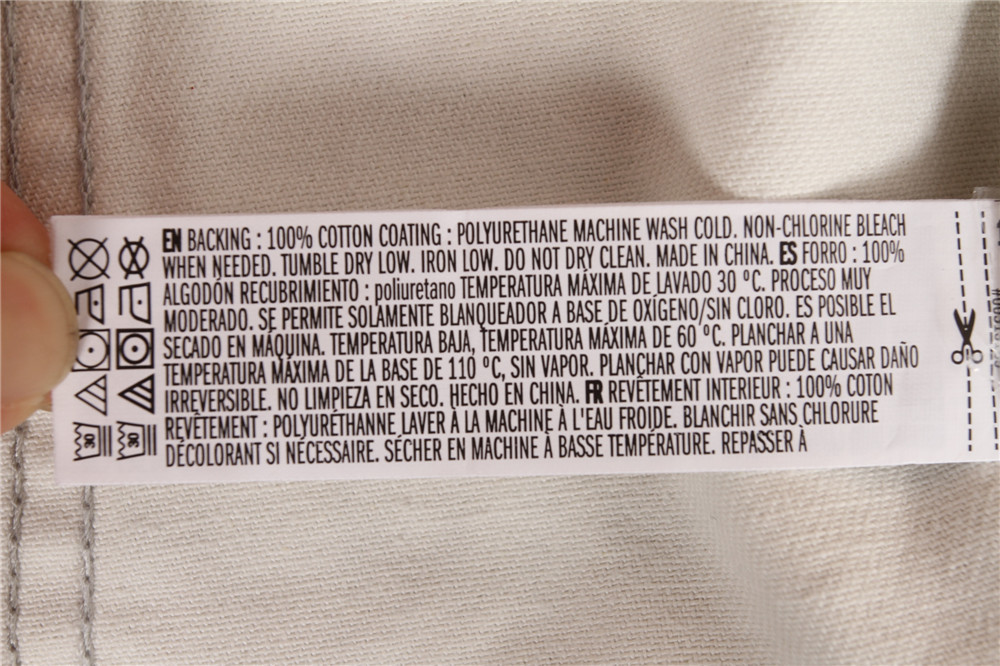 EN BACKING : 100% COTTON COATING : POLYURETHANE MACHINE WASH COLD. NON-CHLORINE BLEACH
WHEN NEEDED. TUMBLE DRY LOW. IRON LOW. DO NOT DRY CLEAN. MADE IN CHINA. ES FORRO : 100%
ALGODÓN RECUBRIMIENTO : poliuretano TEMPERATURA MÁXIMA DE LAVADO 30 °C. PROCESO MUY
MODERADO. SE PERMITE SOLAMENTE BLANQUEADOR A BASE DE OXÍGENO/SIN CLORO. ES POSIBLE EL
SECADO EN MÁQUINA. TEMPERATURA BAJA, TEMPERATURA MÁXIMA DE 60 °C. PLANCHAR A UNA
TEMPERATURA MÁXIMA DE LA BASE DE 110 °C, SIN VAPOR. PLANCHAR CON VAPOR PUEDE CAUSAR DAÑO
IRREVERSIBLE. NO LIMPIEZA EN SECO. HECHO EN CHINA. FR REVÊTEMENT INTERIEUR : 100% COTON
REVÊTEMENT : POLYURÉTHANNE LAVER À LA MACHINE À L'EAU FROIDE. BLANCHIR SANS CHLORURE
DÉCOLORANT SI NÉCESSAIRE. SÉCHER EN MACHINE À BASSE TEMPÉRATURE. REPASSER À
30
30